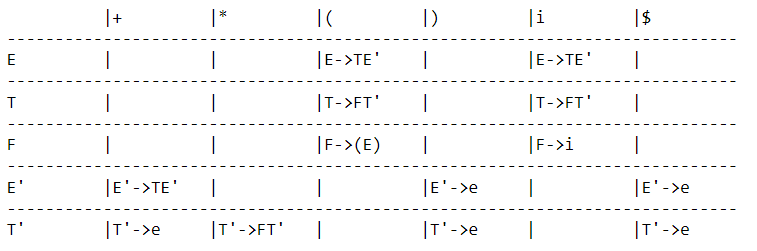 |+        |*        |(        |)        |i        |$
---------------------------------------------------------------------
E        |         |         |E->TE'   |         |E->TE'   |
---------------------------------------------------------------------
T        |         |         |T->FT'   |         |T->FT'   |
---------------------------------------------------------------------
F        |         |         |F->(E)   |         |F->i     |
---------------------------------------------------------------------
E'       |E'->TE'  |         |         |E'->e    |         |E'->e
---------------------------------------------------------------------
T'       |T'->e    |T'->FT'  |         |T'->e    |         |T'->e